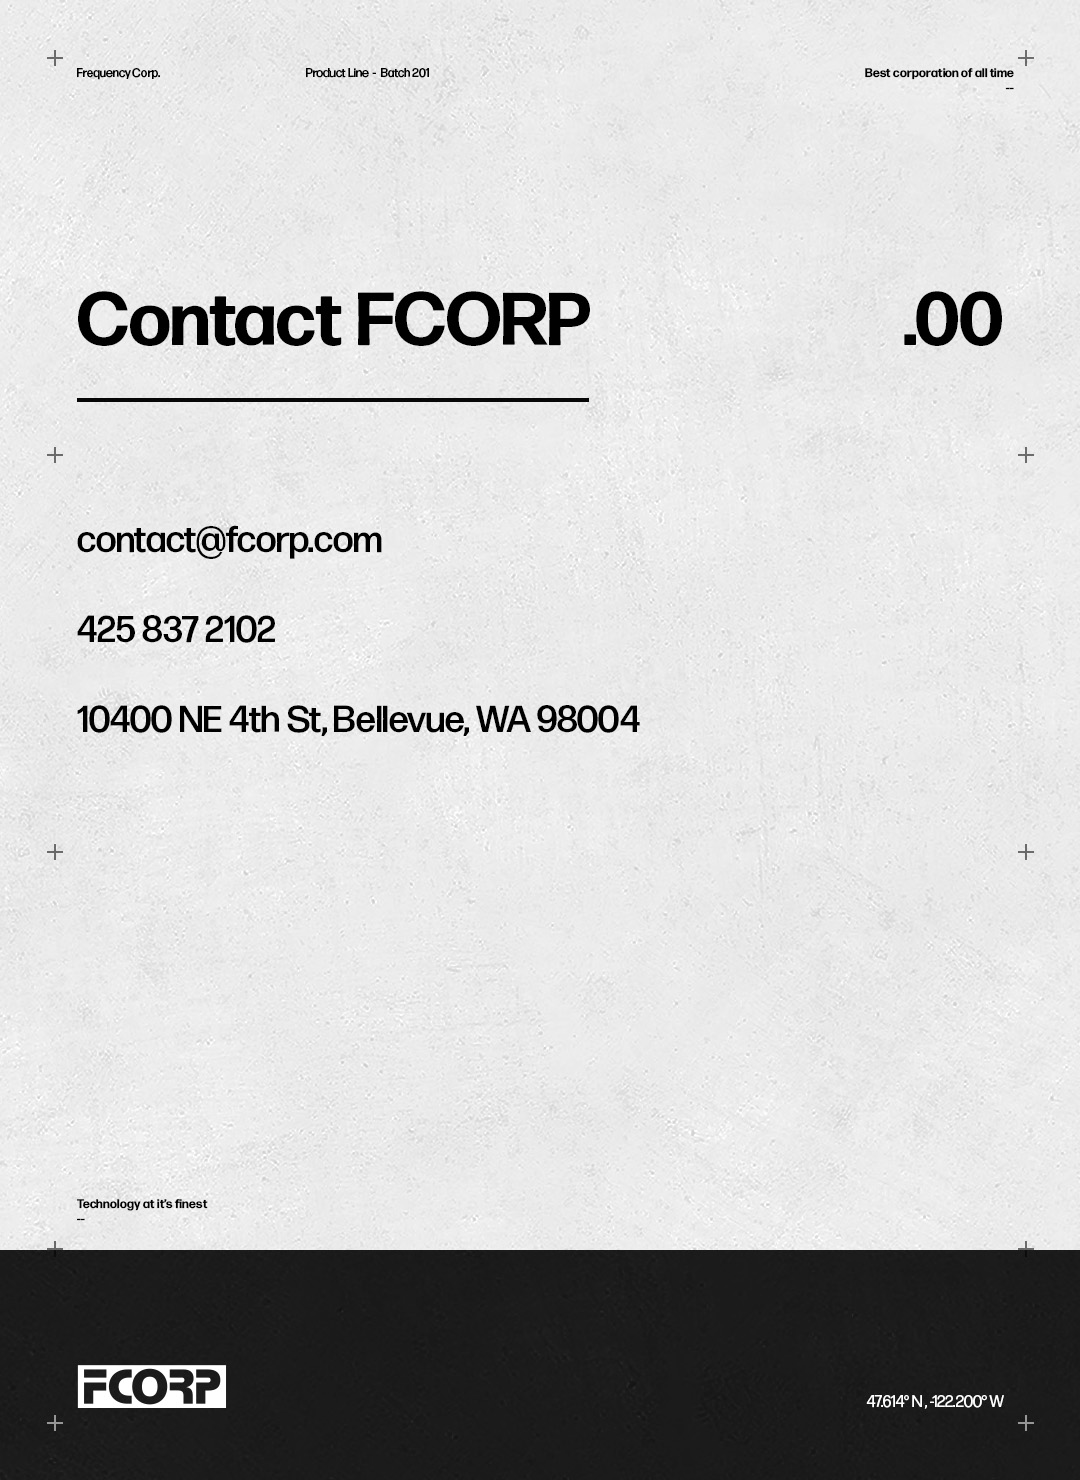 Frequency Corp.
Product Line - Batch 201
Best corporation of all time
--
Contact FCORP
.00
contact@fcorp.com
425 837 2102
10400 NE 4th St, Bellevue, WA 98004
Technology at it's finest
--
FCORP
47.614° N , -122.200° W